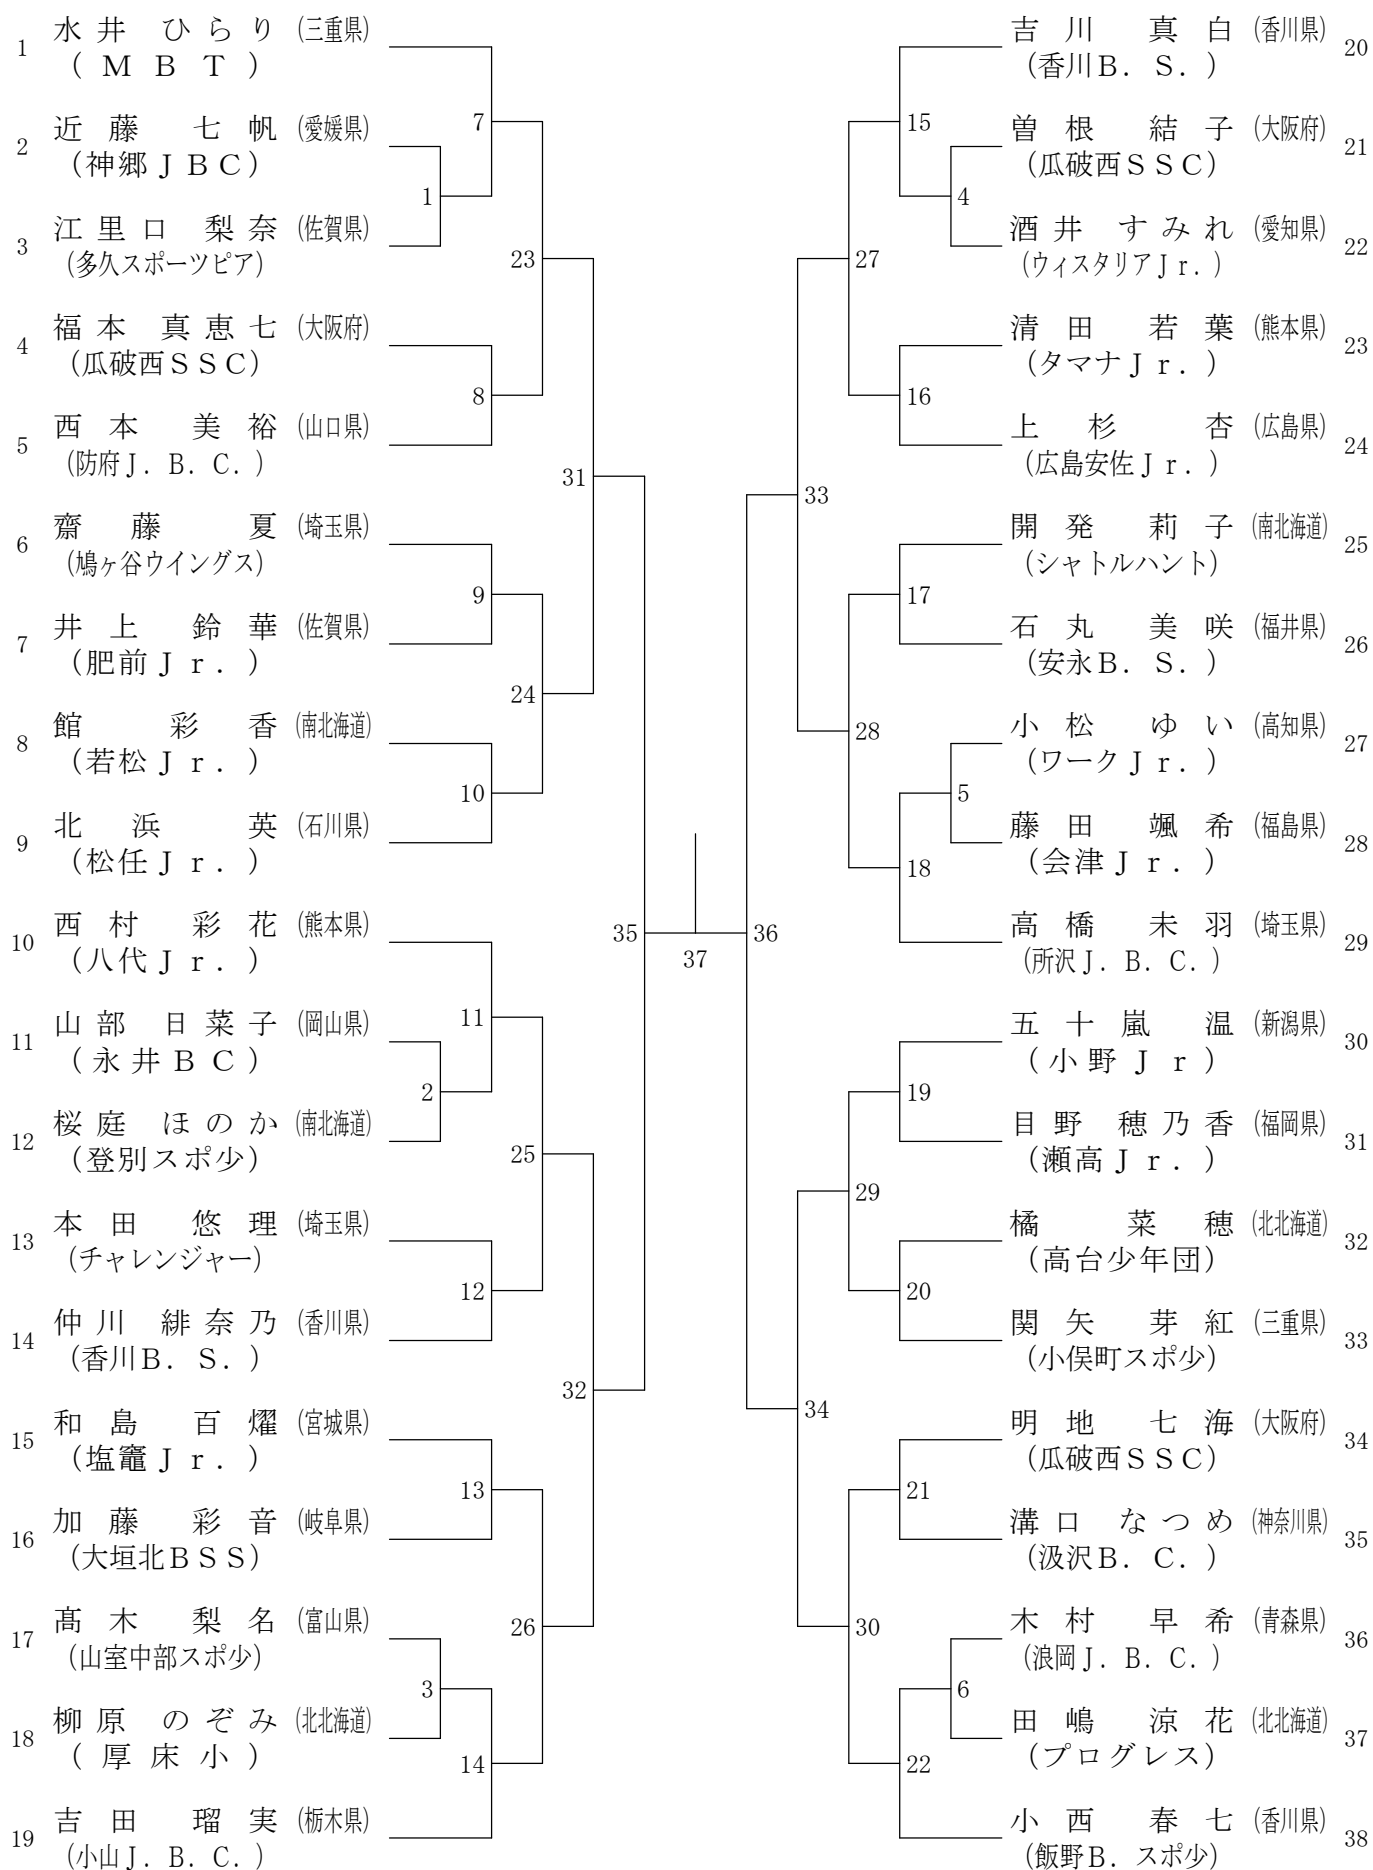 1 水井 ひらり (三重県)
(ＭＢＴ)
2 近藤 七帆 (愛媛県)
(神郷ＪＢＣ)
3 江里口 梨奈 (佐賀県)
(多久スポーツピア)
4 福本 真恵七 (大阪府)
(瓜破西ＳＳＣ)
5 西本 美裕 (山口県)
(防府Ｊ．Ｂ．Ｃ．)
6 齋藤 夏 (埼玉県)
(鳩ヶ谷ウイングス)
7 井上 鈴華 (佐賀県)
(肥前Ｊｒ．)
8 館 彩香 (南北海道)
(若松Ｊｒ．)
9 北浜 英 (石川県)
(松任Ｊｒ．)
10 西村 彩花 (熊本県)
(八代Ｊｒ．)
11 山部 日菜子 (岡山県)
(永井ＢＣ)
12 桜庭 ほのか (南北海道)
(登別スポ少)
13 本田 悠理 (埼玉県)
(チャレンジャー)
14 仲川 緋奈乃 (香川県)
(香川Ｂ．Ｓ．)
15 和島 百燿 (宮城県)
(塩竈Ｊｒ．)
16 加藤 彩音 (岐阜県)
(大垣北ＢＳＳ)
17 髙木 梨名 (富山県)
(山室中部スポ少)
18 柳原 のぞみ (北北海道)
(厚床小)
19 吉田 瑠実 (栃木県)
(小山Ｊ．Ｂ．Ｃ．)
1
2
3
7
8
9
10
11
12
13
14
23
24
25
26
31
32
35
37
36
33
34
27
28
29
30
15
16
17
18
19
20
21
22
4
5
6
吉川 真白 (香川県) 20
(香川Ｂ．Ｓ．)
曽根 結子 (大阪府) 21
(瓜破西ＳＳＣ)
酒井 すみれ (愛知県) 22
(ウィスタリアＪｒ．)
清田 若葉 (熊本県) 23
(タマナＪｒ．)
上杉 杏 (広島県) 24
(広島安佐Ｊｒ．)
開発 莉子 (南北海道) 25
(シャトルハント)
石丸 美咲 (福井県) 26
(安永Ｂ．Ｓ．)
小松 ゆい (高知県) 27
(ワークＪｒ．)
藤田 颯希 (福島県) 28
(会津Ｊｒ．)
高橋 未羽 (埼玉県) 29
(所沢Ｊ．Ｂ．Ｃ．)
五十嵐 温 (新潟県) 30
(小野Ｊｒ)
目野 穂乃香 (福岡県) 31
(瀬高Ｊｒ．)
橘 菜穂 (北北海道) 32
(高台少年団)
関矢 芽紅 (三重県) 33
(小俣町スポ少)
明地 七海 (大阪府) 34
(瓜破西ＳＳＣ)
溝口 なつめ (神奈川県) 35
(汲沢Ｂ．Ｃ．)
木村 早希 (青森県) 36
(浪岡Ｊ．Ｂ．Ｃ．)
田嶋 涼花 (北北海道) 37
(プログレス)
小西 春七 (香川県) 38
(飯野Ｂ．スポ少)